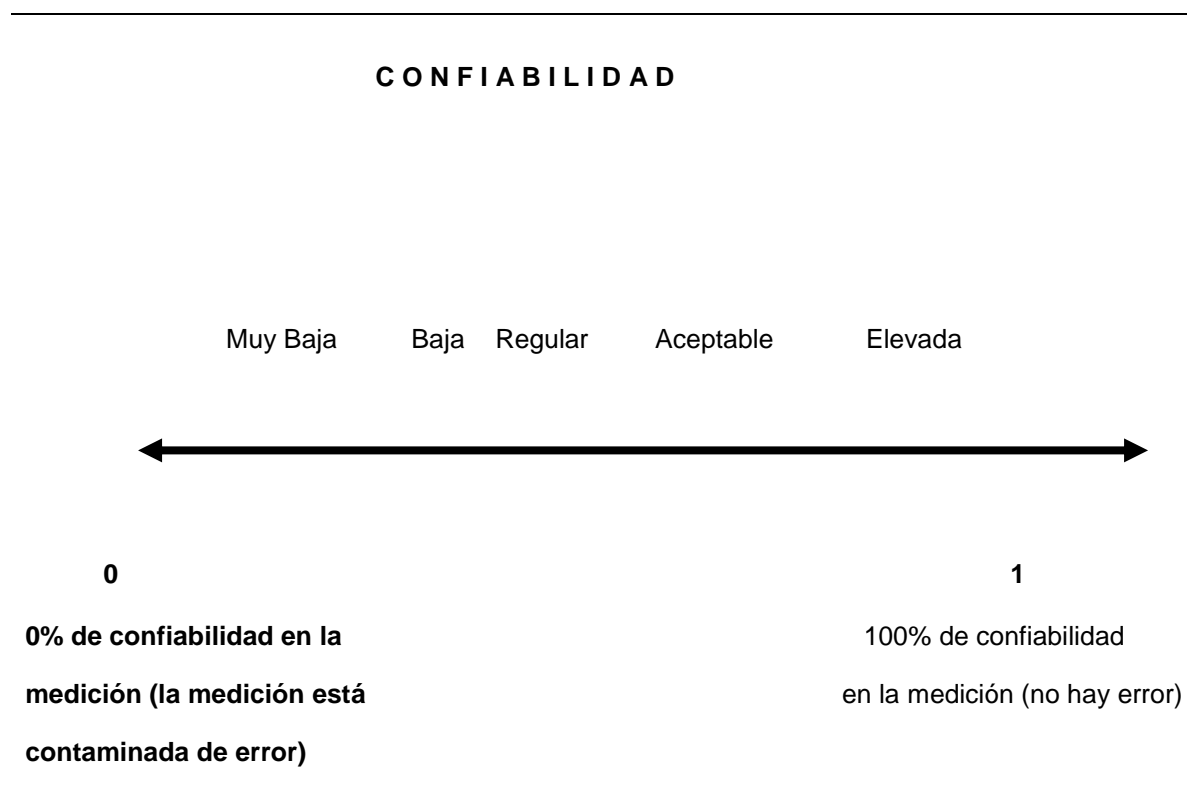 C O N F I A B I L I D A D
Muy Baja Baja Regular Aceptable Elevada
0 1
0% de confiabilidad en la 100% de confiabilidad
medición (la medición está en la medición (no hay error)
contaminada de error)